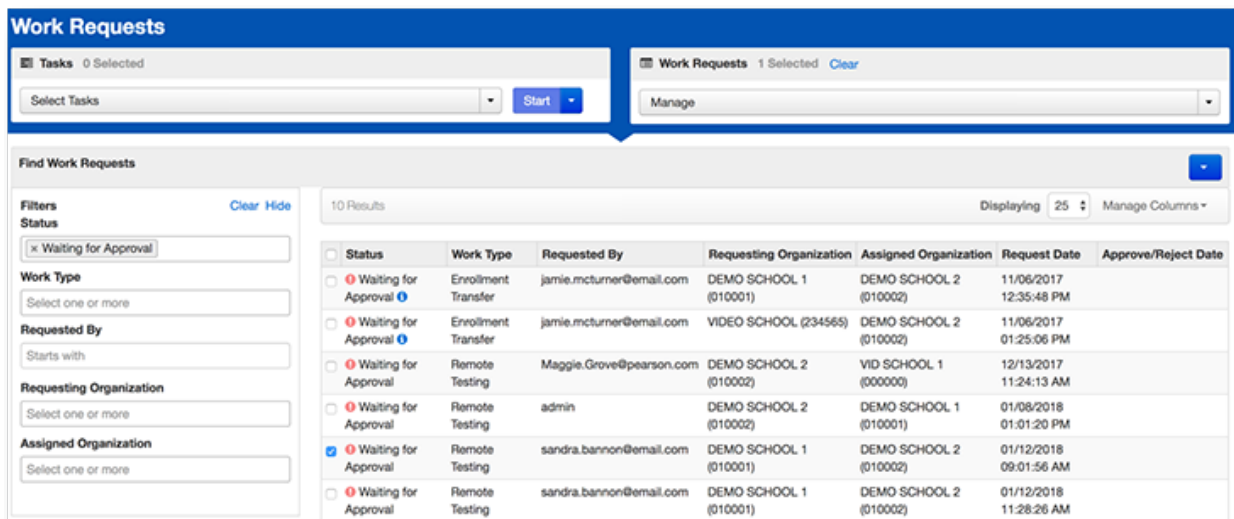 Work Requests
Tasks 0 Selected
Select Tasks
Start
Work Requests 1 Selected Clear
Manage
Find Work Requests
Filters Clear Hide
Status
× Waiting for Approval
Work Type
Select one or more
Requested By
Starts with
Requesting Organization
Select one or more
Assigned Organization
Select one or more
10 Results Displaying 25 Manage Columns
Status Work Type Requested By Requesting Organization Assigned Organization Request Date Approve/Reject Date
Waiting for Enrollment jamie.mcturner@email.com DEMO SCHOOL 1 DEMO SCHOOL 2 11/06/2017
Approval Transfer (010001) (010002) 12:35:48 PM
Waiting for Enrollment jamie.mcturner@email.com VIDEO SCHOOL (234565) DEMO SCHOOL 2 11/06/2017
Approval Transfer (010002) 01:25:06 PM
Waiting for Remote Maggie.Grove@pearson.com DEMO SCHOOL 2 VID SCHOOL 1 12/13/2017
Approval Testing (010002) (000000) 11:24:13 AM
Waiting for Remote admin DEMO SCHOOL 2 DEMO SCHOOL 1 01/08/2018
Approval Testing (010002) (010001) 01:01:20 PM
Waiting for Remote sandra.bannon@email.com DEMO SCHOOL 1 DEMO SCHOOL 2 01/12/2018
Approval Testing (010001) (010002) 09:01:56 AM
Waiting for Remote sandra.bannon@email.com DEMO SCHOOL 1 DEMO SCHOOL 2 01/12/2018
Approval Testing (010001) (010002) 11:28:26 AM